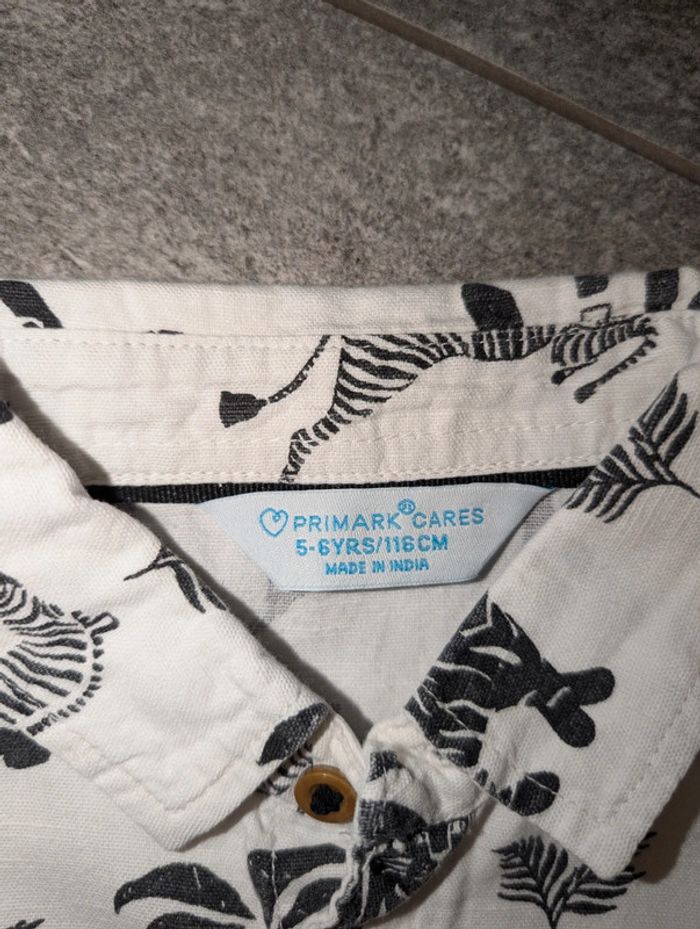 PRIMARK CARES
5-6YRS/116CM
MADE IN INDIA